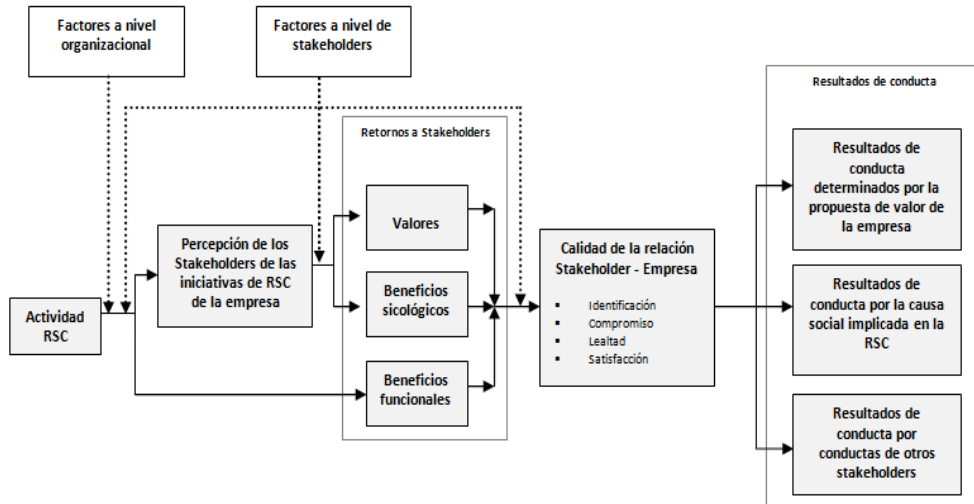 Factores a nivel
organizacional
Factores a nivel de
stakeholders
Resultados de conducta
Retornos a Stakeholders
Resultados de
conducta
determinados por la
propuesta de valor de
la empresa
Valores
Percepción de los
Stakeholders de las
iniciativas de RSC
de la empresa
Calidad de la relación
Stakeholder - Empresa
▪ Identificación
▪ Compromiso
▪ Lealtad
▪ Satisfacción
Beneficios
sicológicos
Resultados de
conducta por la causa
social implicada en la
RSC
Actividad
RSC
Beneficios
funcionales
Resultados de
conducta por
conductas de otros
stakeholders